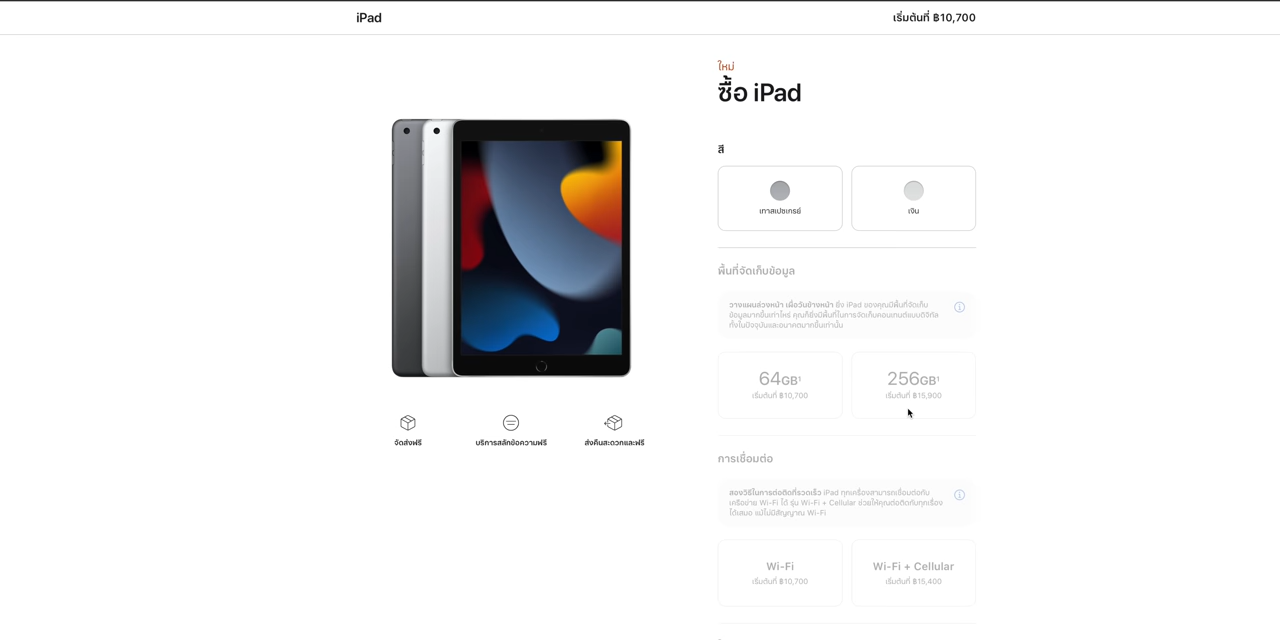 iPad
เริ่มต้นที่ ฿10,700
ใหม่
ซื้อ iPad
สี
เทาสเปซเกรย์
เงิน
พื้นที่จัดเก็บข้อมูล
วางแผนล่วงหน้า เผื่อวันข้างหน้า ยิ่ง iPad ของคุณมีพื้นที่จัดเก็บ
ข้อมูลมากขึ้นเท่าไหร่ คุณก็ยิ่งมีพื้นที่ในการจัดเก็บคอนเทนต์แบบดิจิทัล
ทั้งในปัจจุบันและอนาคตมากขึ้นเท่านั้น
64GB¹
เริ่มต้นที่ ฿10,700
256GB¹
เริ่มต้นที่ ฿15,900
จัดส่งฟรี
บริการสลักข้อความฟรี
ส่งคืนสะดวกและฟรี
การเชื่อมต่อ
สองวิธีในการต่อติดที่รวดเร็ว iPad ทุกเครื่องสามารถเชื่อมต่อกับ
เครือข่าย Wi-Fi ได้ รุ่น Wi-Fi + Cellular ช่วยให้คุณต่อติดกับทุกเรื่อง
ได้เสมอ แม้ไม่มีสัญญาณ Wi-Fi
Wi-Fi
เริ่มต้นที่ ฿10,700
Wi-Fi + Cellular
เริ่มต้นที่ ฿15,400